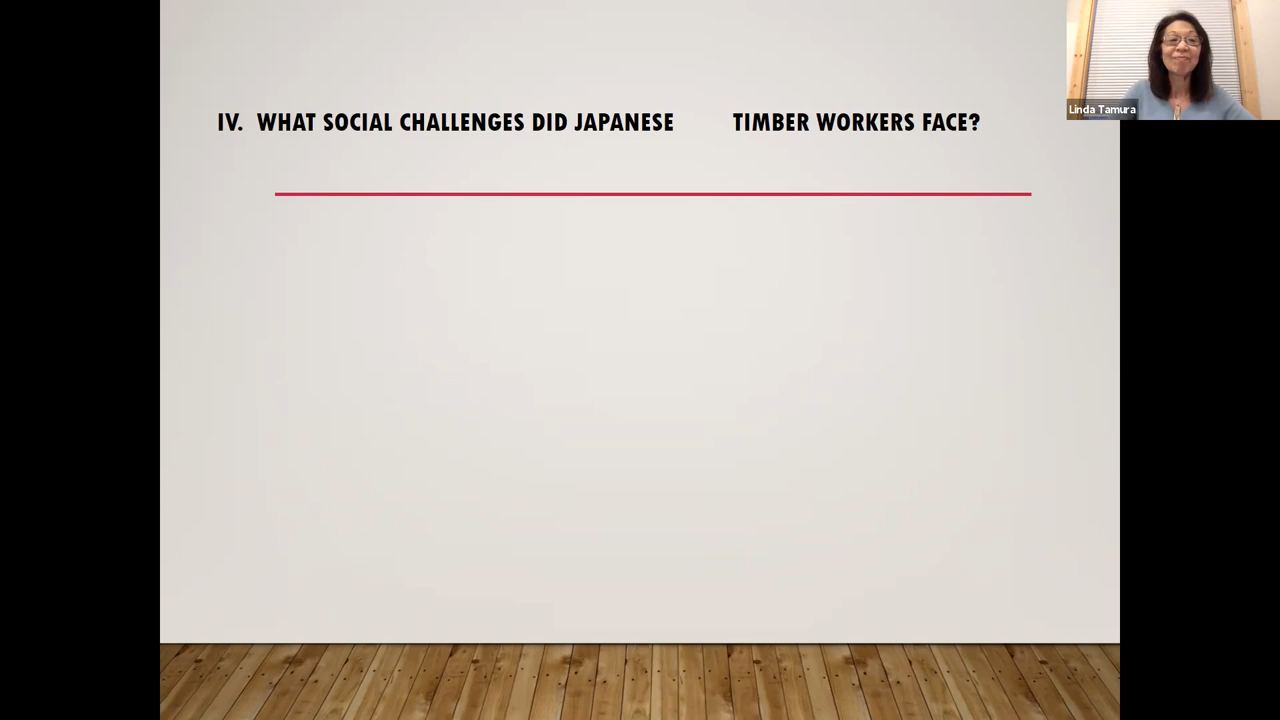 IV. WHAT SOCIAL CHALLENGES DID JAPANESE TIMBER WORKERS FACE?
Linda Tamura